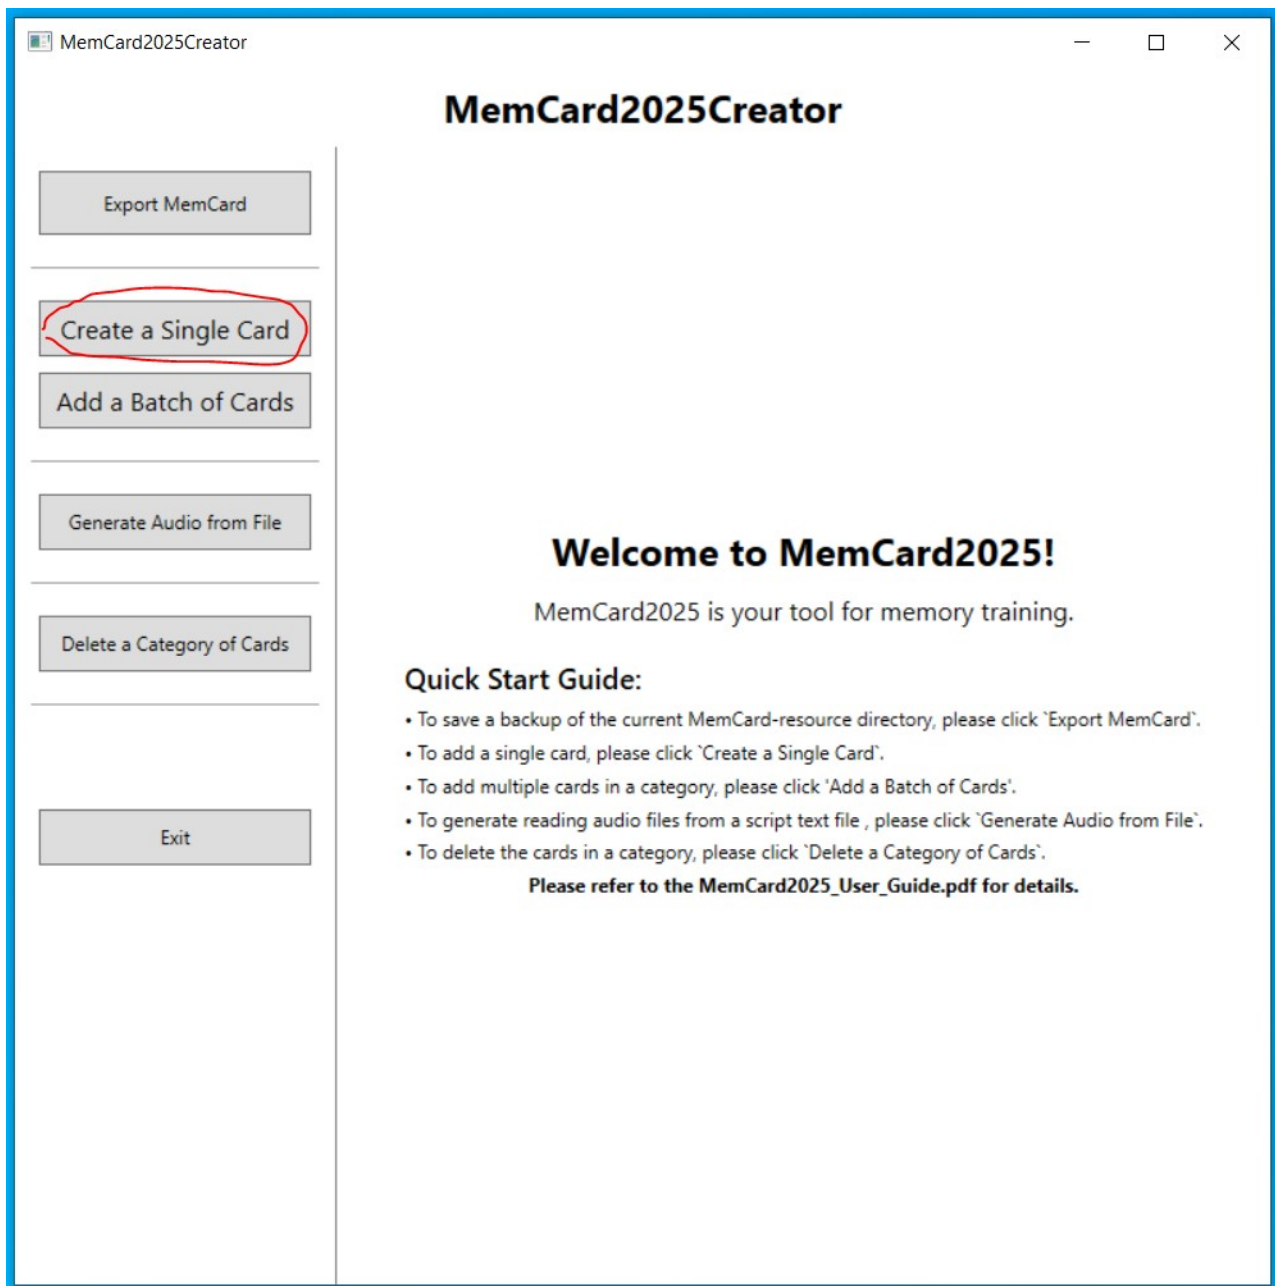 MemCard2025Creator
MemCard2025Creator
Export MemCard
Create a Single Card
Add a Batch of Cards
Generate Audio from File
Delete a Category of Cards
Exit
Welcome to MemCard2025!
MemCard2025 is your tool for memory training.
Quick Start Guide:
• To save a backup of the current MemCard-resource directory, please click `Export MemCard`.
• To add a single card, please click `Create a Single Card`.
• To add multiple cards in a category, please click 'Add a Batch of Cards'.
• To generate reading audio files from a script text file , please click `Generate Audio from File`.
• To delete the cards in a category, please click `Delete a Category of Cards`.
Please refer to the MemCard2025_User_Guide.pdf for details.